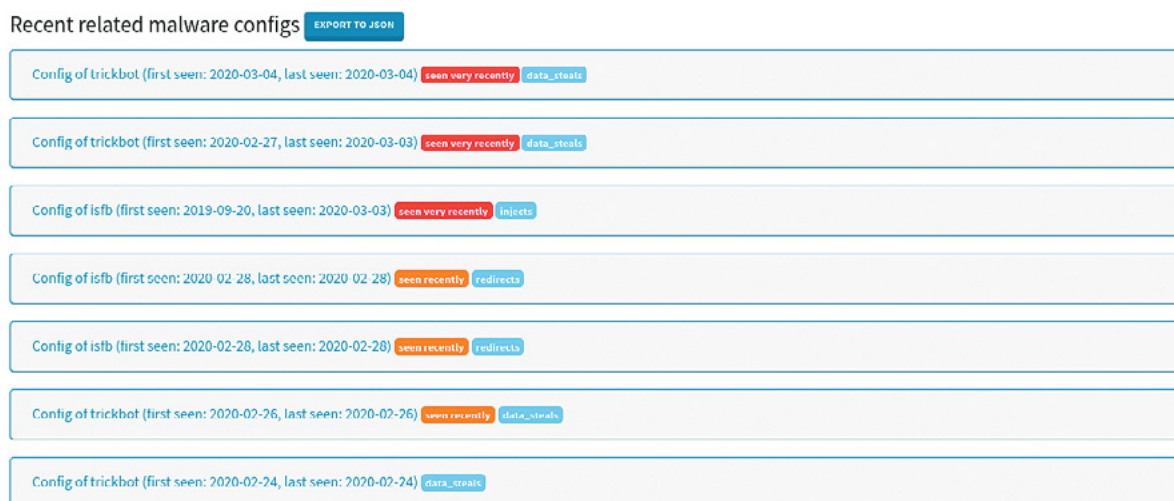 Recent related malware configs EXPORT TO JSON
Config of trickbot (first seen: 2020-03-04, last seen: 2020-03-04) seen very recently data_steals
Config of trickbot (first seen: 2020-02-27, last seen: 2020-03-03) seen very recently data_steals
Config of isfb (first seen: 2019-09-20, last seen: 2020-03-03) seen very recently injects
Config of isfb (first seen: 2020-02-28, last seen: 2020-02-28) seen recently redirects
Config of isfb (first seen: 2020-02-28, last seen: 2020-02-28) seen recently redirects
Config of trickbot (first seen: 2020-02-26, last seen: 2020-02-26) seen recently data_steals
Config of trickbot (first seen: 2020-02-24, last seen: 2020-02-24) data_steals